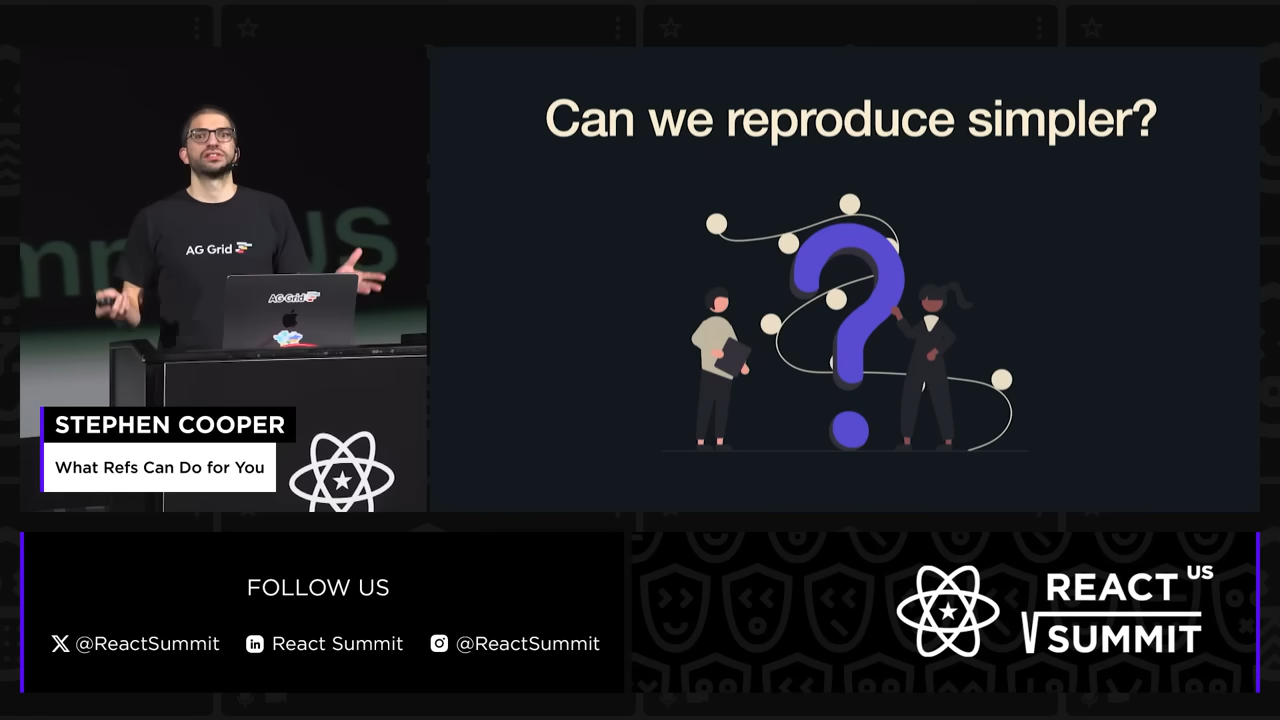 Can we reproduce simpler?
AG Grid
AG Grid
US
STEPHEN COOPER
What Refs Can Do for You
FOLLOW US
@ReactSummit
React Summit
@ReactSummit
REACT US
SUMMIT